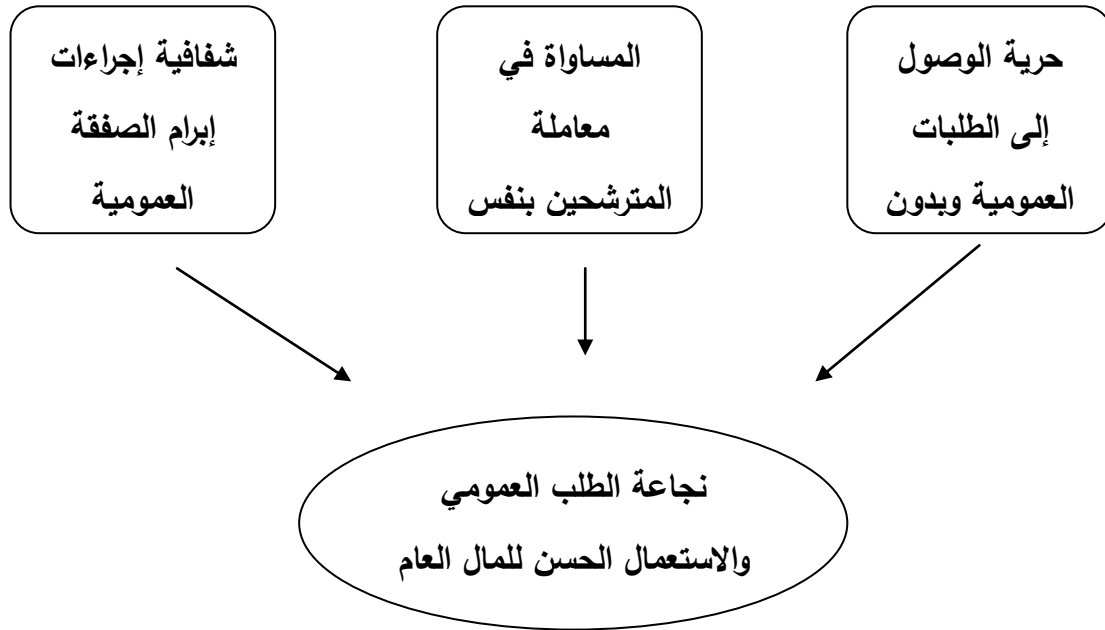 حرية الوصول
إلى الطلبات
العمومية وبدون
المساواة في
معاملة
المترشحين بنفس
شفافية إجراءات
إبرام الصفقة
العمومية
نجاعة الطلب العمومي
والاستعمال الحسن للمال العام